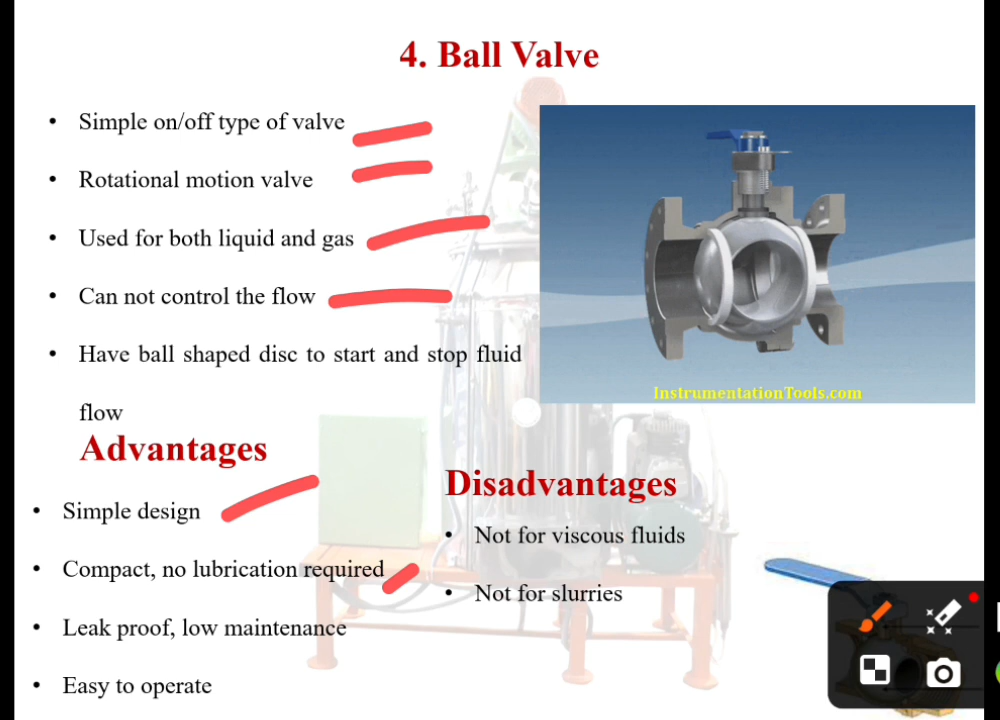 4. Ball Valve
• Simple on/off type of valve
• Rotational motion valve
• Used for both liquid and gas
• Can not control the flow
• Have ball shaped disc to start and stop fluid
flow
InstrumentationTools.com
Advantages
• Simple design
• Compact, no lubrication required
• Leak proof, low maintenance
• Easy to operate
Disadvantages
• Not for viscous fluids
• Not for slurries